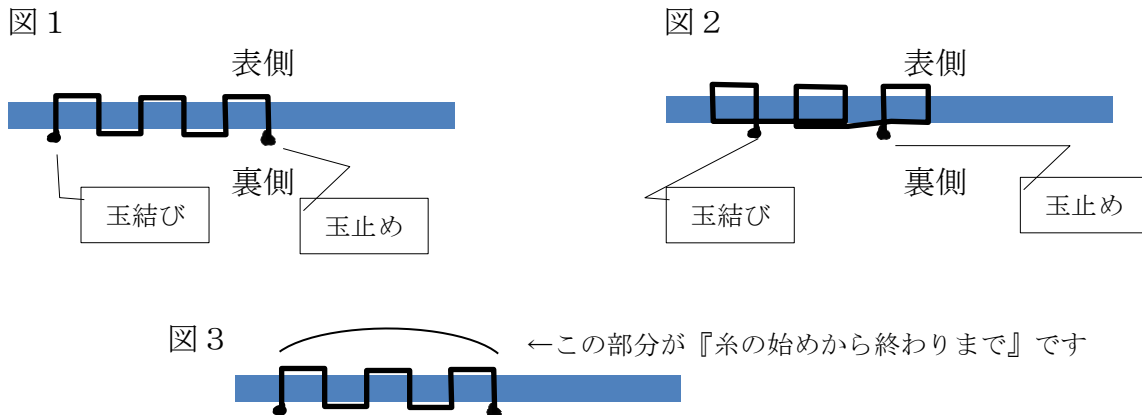 図1
図2
表側
表側
裏側
裏側
玉結び
玉止め
玉結び
玉止め
図3
←この部分が『糸の始めから終わりまで』です